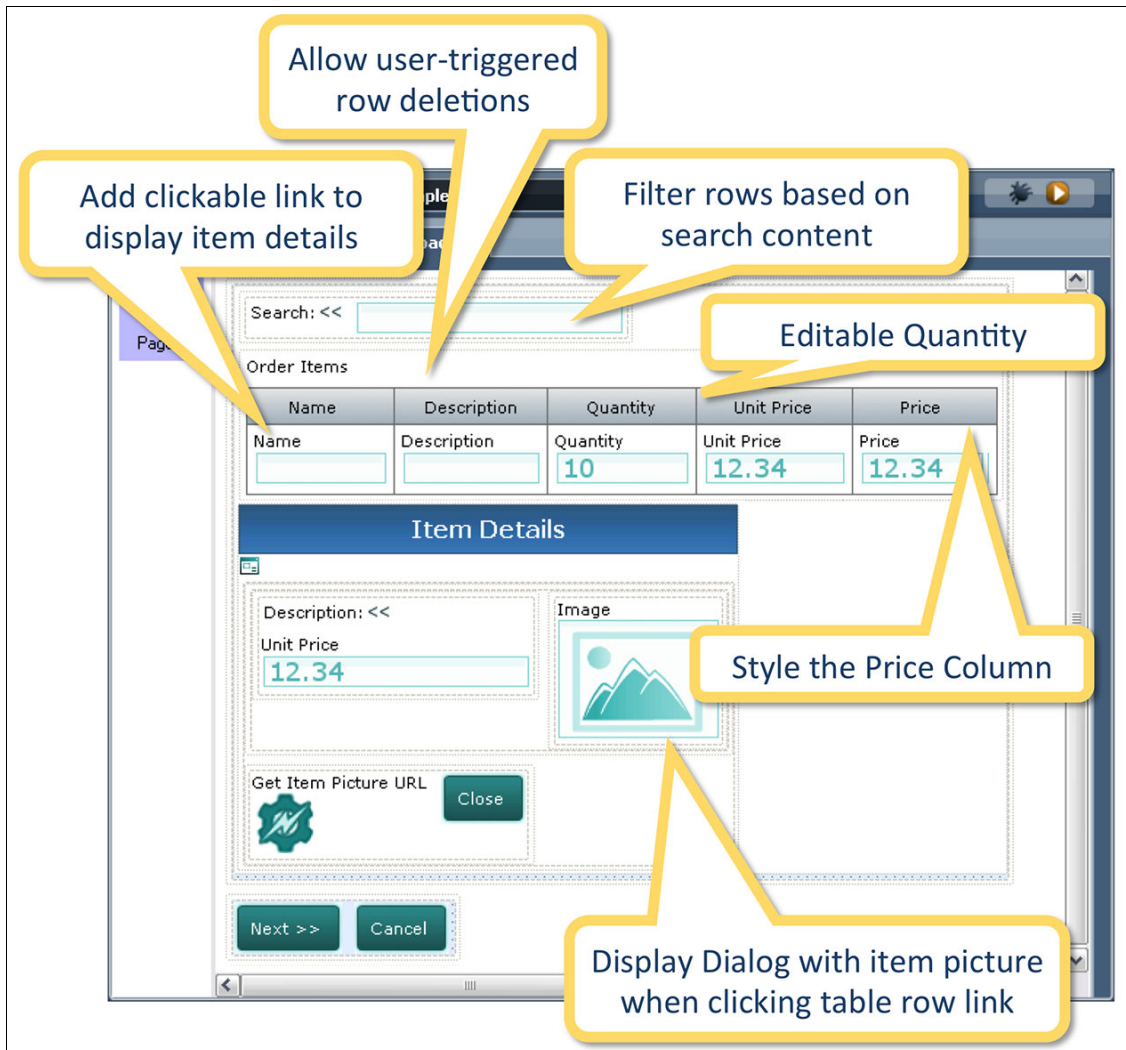 Allow user-triggered
row deletions
Add clickable link to
display item details
Filter rows based on
search content
Search: <<
Editable Quantity
Order Items
Name Description Quantity Unit Price Price
Name Description Quantity Unit Price Price
10 12.34 12.34
Item Details
Description: <<
Image
Unit Price
12.34
Style the Price Column
Get Item Picture URL
Close
Next >> Cancel
Display Dialog with item picture
when clicking table row link